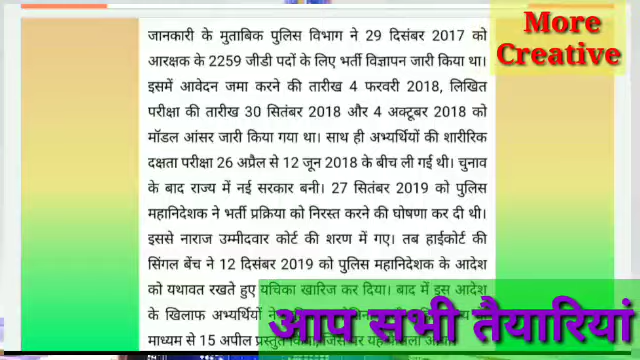 More
Creative
जानकारी के मुताबिक पुलिस विभाग ने 29 दिसंबर 2017 को
आरक्षक के 2259 जीडी पदों के लिए भर्ती विज्ञापन जारी किया था।
इसमें आवेदन जमा करने की तारीख 4 फरवरी 2018, लिखित
परीक्षा की तारीख 30 सितंबर 2018 और 4 अक्टूबर 2018 को
मॉडल आंसर जारी किया गया था। साथ ही अभ्यर्थियों की शारीरिक
दक्षता परीक्षा 26 अप्रैल से 12 जून 2018 के बीच ली गई थी। चुनाव
के बाद राज्य में नई सरकार बनी। 27 सितंबर 2019 को पुलिस
महानिदेशक ने भर्ती प्रक्रिया को निरस्त करने की घोषणा कर दी थी।
इससे नाराज उम्मीदवार कोर्ट की शरण में गए। तब हाईकोर्ट की
सिंगल बेंच ने 12 दिसंबर 2019 को पुलिस महानिदेशक के आदेश
को यथावत रखते हुए यचिका खारिज कर दिया। बाद में इस आदेश
के खिलाफ अभ्यर्थियों ने
माध्यम से 15 अपील प्रस्तुत
आप सभी तैयारियां